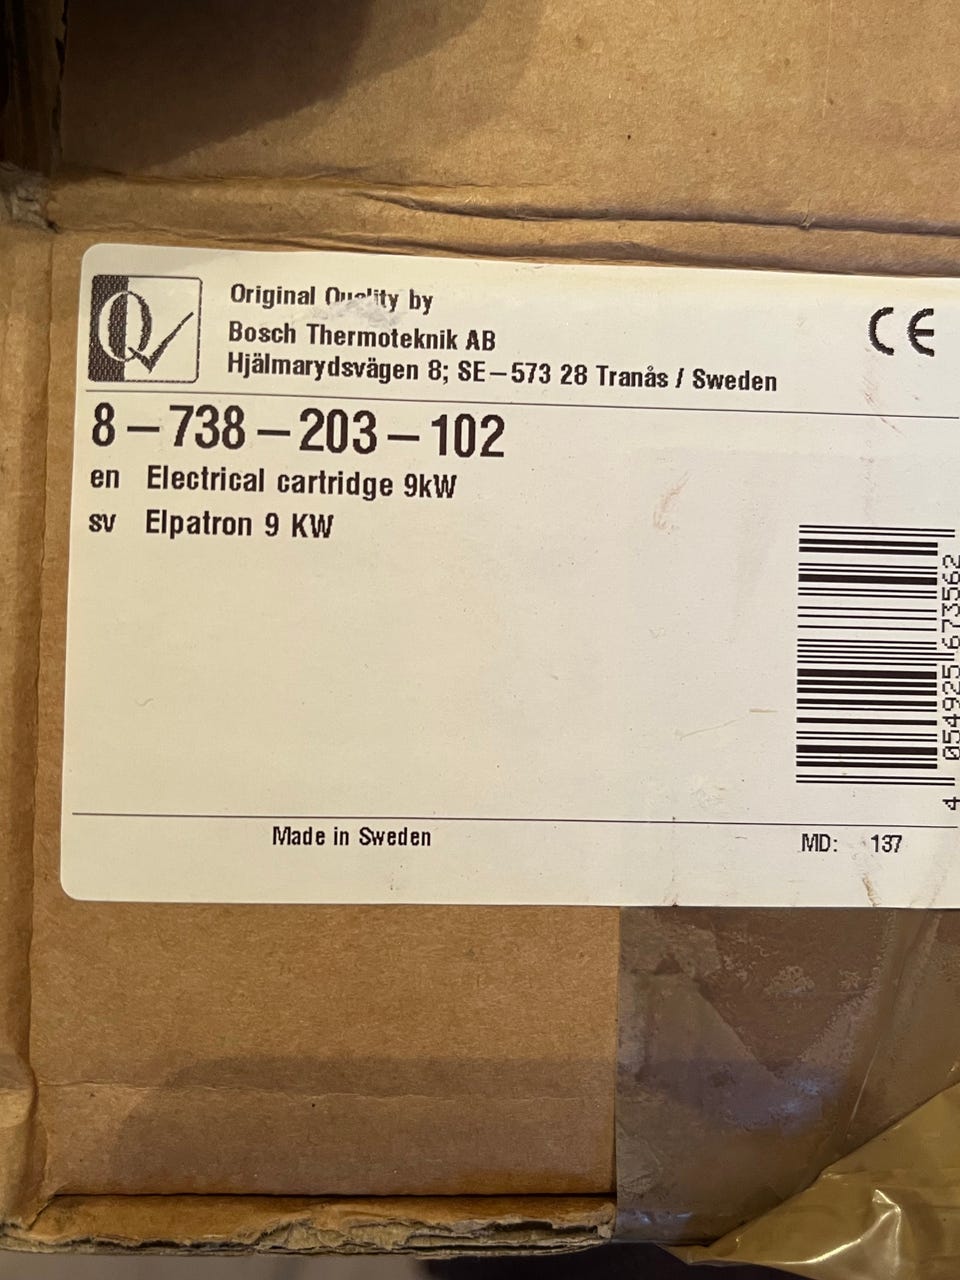 Original Quality by
Bosch Thermoteknik AB
Hjälmarydsvägen 8; SE-573 28 Tranås / Sweden
CE
8-738-203-102
en Electrical cartridge 9kW
sv Elpatron 9 KW
4 054925 673562
Made in Sweden
MD: 137